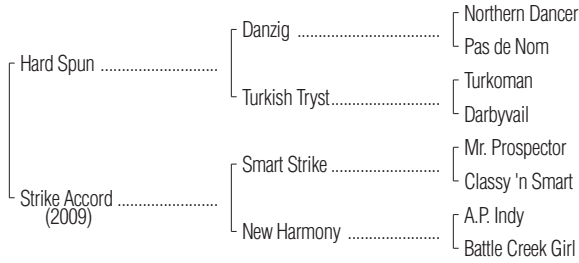 Northern Dancer
Danzig ....................................
Pas de Nom
Hard Spun ..............................
Turkoman
Turkish Tryst...........................
Darbyvail
Mr. Prospector
Smart Strike ...........................
Classy 'n Smart
Strike Accord .........................
(2009)
A.P. Indy
New Harmony .......................
Battle Creek Girl